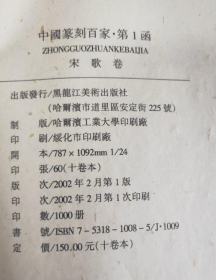 中國篆刻百家·第1函
ZHONGGUOZHUANKEBAIJIA
宋歌卷
出版發行/黑龍江美術出版社
(哈爾濱市道里區安定街225號)
制　　版/哈爾濱工業大學印刷廠
印　　刷/綏化市印刷廠
開　　本/787×1092mm 1/24
印　　張/60(十卷本)
版　　次/2002年2月第1版
印　　次/2002年2月第1次印刷
印　　數/1000册
書　　號/ISBN 7-5318-1008-5/J·1009
定　　價/150.00元(十卷本)